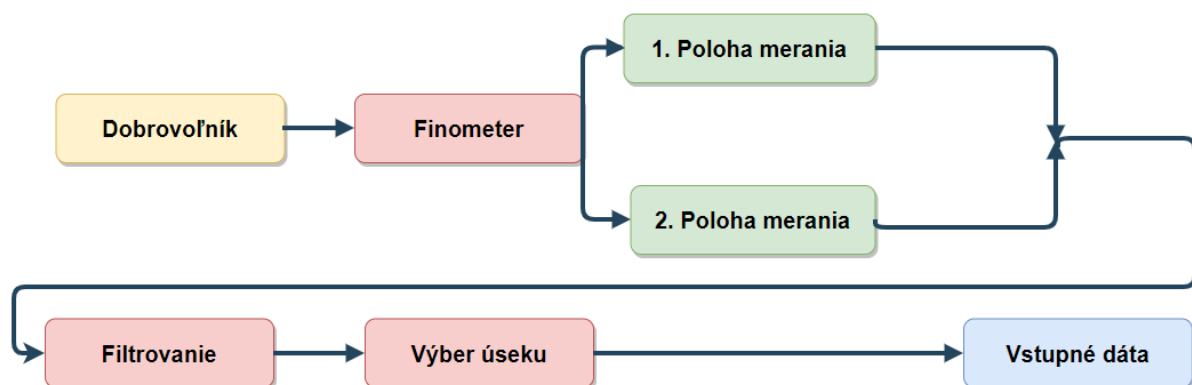 Dobrovoľník
Finometer
1. Poloha merania
2. Poloha merania
Filtrovanie
Výber úseku
Vstupné dáta